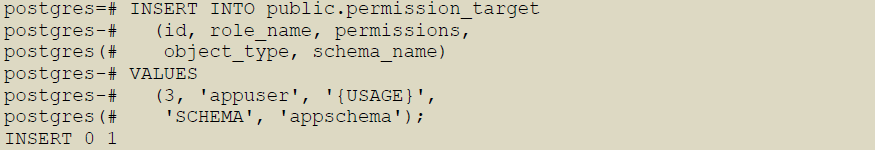 postgres=# INSERT INTO public.permission_target
postgres-#   (id, role_name, permissions,
postgres(#    object_type, schema_name)
postgres-# VALUES
postgres-#   (3, 'appuser', '{USAGE}',
postgres(#    'SCHEMA', 'appschema');
INSERT 0 1